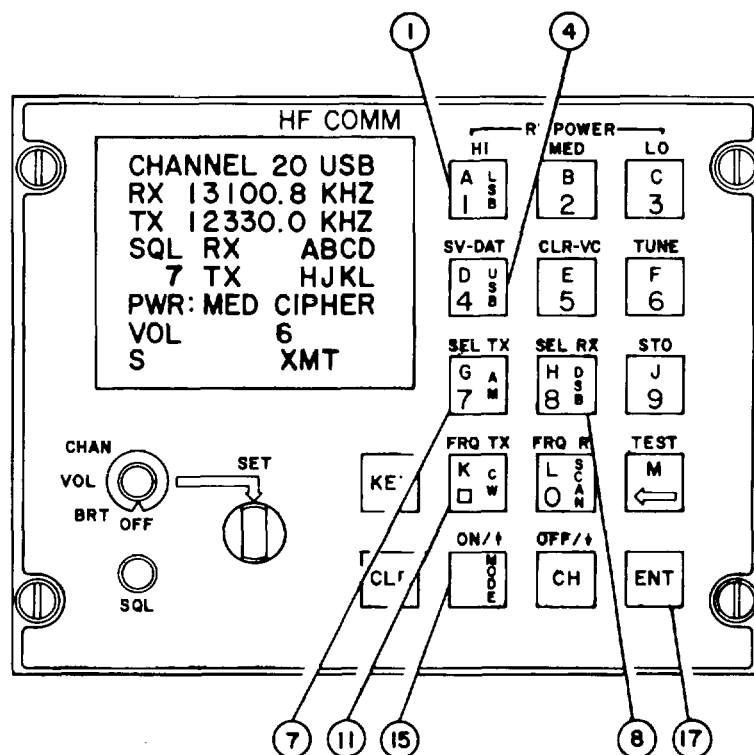 1
4
HF COMM
CHANNEL 20 USB
RX 13100.8 KHZ
TX 12330.0 KHZ
SQL RX ABCD
7 TX HJKL
PWR: MED CIPHER
VOL 6
S XMT
POWER
HI MED LO
A LSB 1
B 2
C 3
SV-DAT CLR-VC TUNE
D USB 4
E 5
F 6
SEL TX SEL RX STO
G AM 7
H DSB 8
J 9
FRQ TX FRQ TEST
K CW
L SCAN 0
M
ON/ OFF/
MODE
CH
ENT
CHAN
VOL
BRT
OFF
SET
SQL
7
11
15
8
17